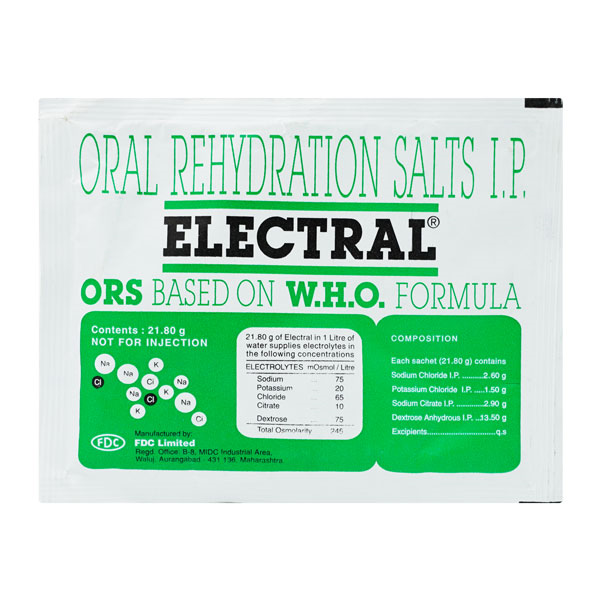 ORAL REHYDRATION SALTS I.P.
ELECTRAL®
ORS BASED ON W.H.O. FORMULA
Contents : 21.80 g
NOT FOR INJECTION
Na
K
Na
Cl
Cl
K
Na
Na
Cl
K
Na
Cl
FDC
Manufactured by:
FDC Limited
Regd. Office: B-8, MIDC Industrial Area,
Waluj, Aurangabad - 431 136, Maharashtra.
21.80 g of Electral in 1 Litre of
water supplies electrolytes in
the following concentrations
ELECTROLYTES mOsmol / Litre
Sodium ... 75
Potassium ... 20
Chloride ... 65
Citrate ... 10
Dextrose ... 75
Total Osmolarity ... 245
COMPOSITION
Each sachet (21.80 g) contains
Sodium Chloride I.P. ..........2.60 g
Potassium Chloride I.P. .....1.50 g
Sodium Citrate I.P. ............2.90 g
Dextrose Anhydrous I.P. ..13.50 g
Excipients..........................q.s